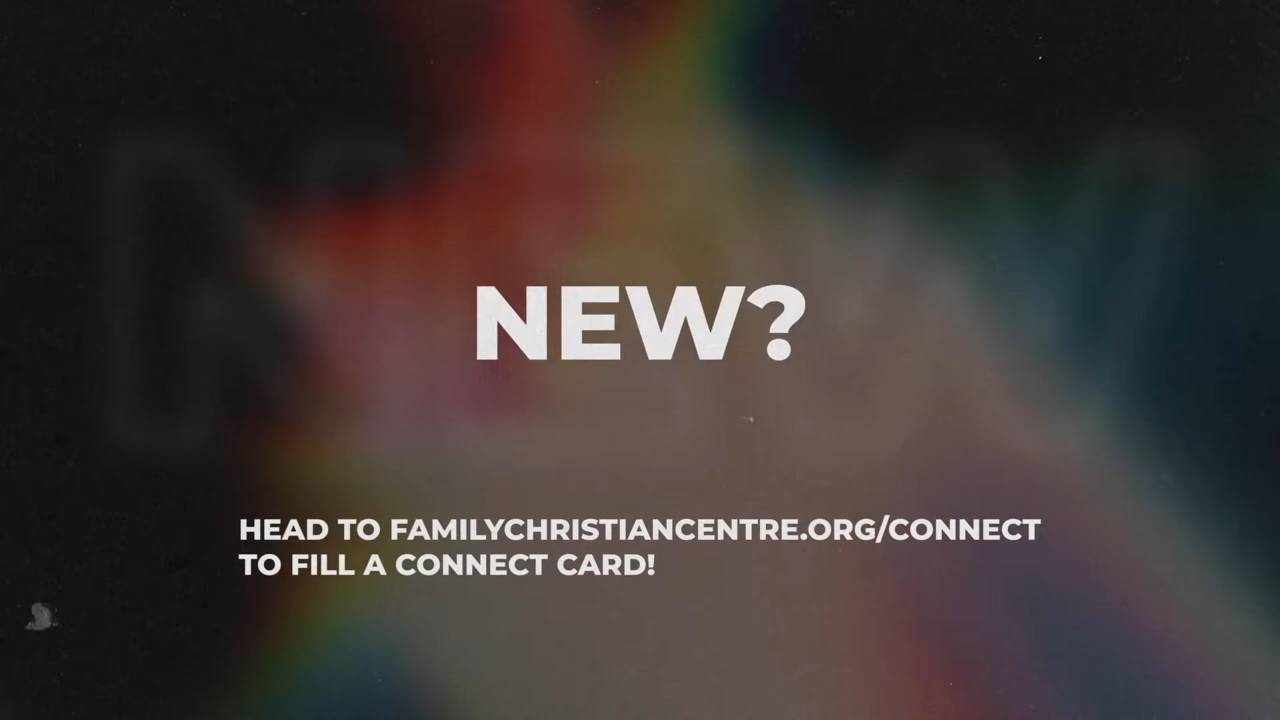 NEW?
HEAD TO FAMILYCHRISTIANCENTRE.ORG/CONNECT
TO FILL A CONNECT CARD!